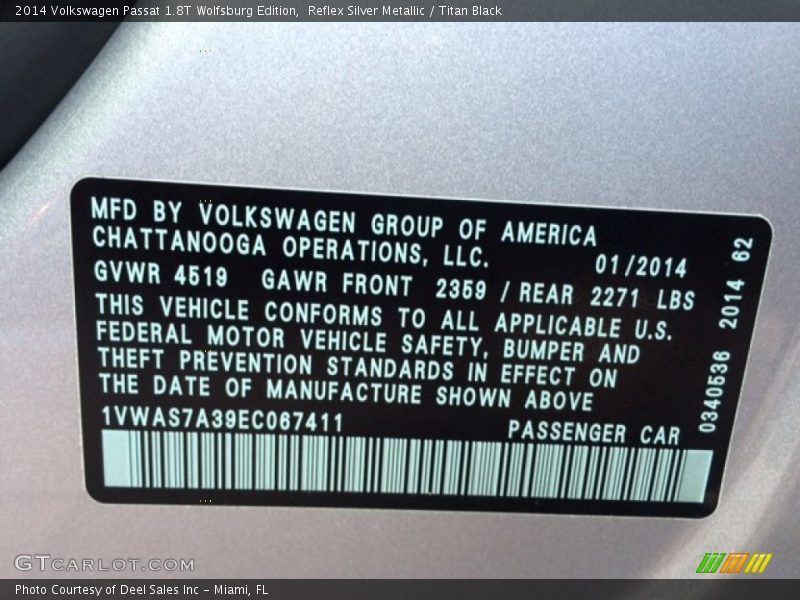 2014 Volkswagen Passat 1.8T Wolfsburg Edition,  Reflex Silver Metallic / Titan Black
MFD BY VOLKSWAGEN GROUP OF AMERICA
CHATTANOOGA OPERATIONS, LLC.
01/2014
GVWR 4519 GAWR FRONT 2359 / REAR 2271 LBS
THIS VEHICLE CONFORMS TO ALL APPLICABLE U.S.
FEDERAL MOTOR VEHICLE SAFETY, BUMPER AND
THEFT PREVENTION STANDARDS IN EFFECT ON
THE DATE OF MANUFACTURE SHOWN ABOVE
1VWAS7A39EC067411 PASSENGER CAR
0340536 2014 62
GTCARLOT.COM
Photo Courtesy of Deel Sales Inc - Miami, FL